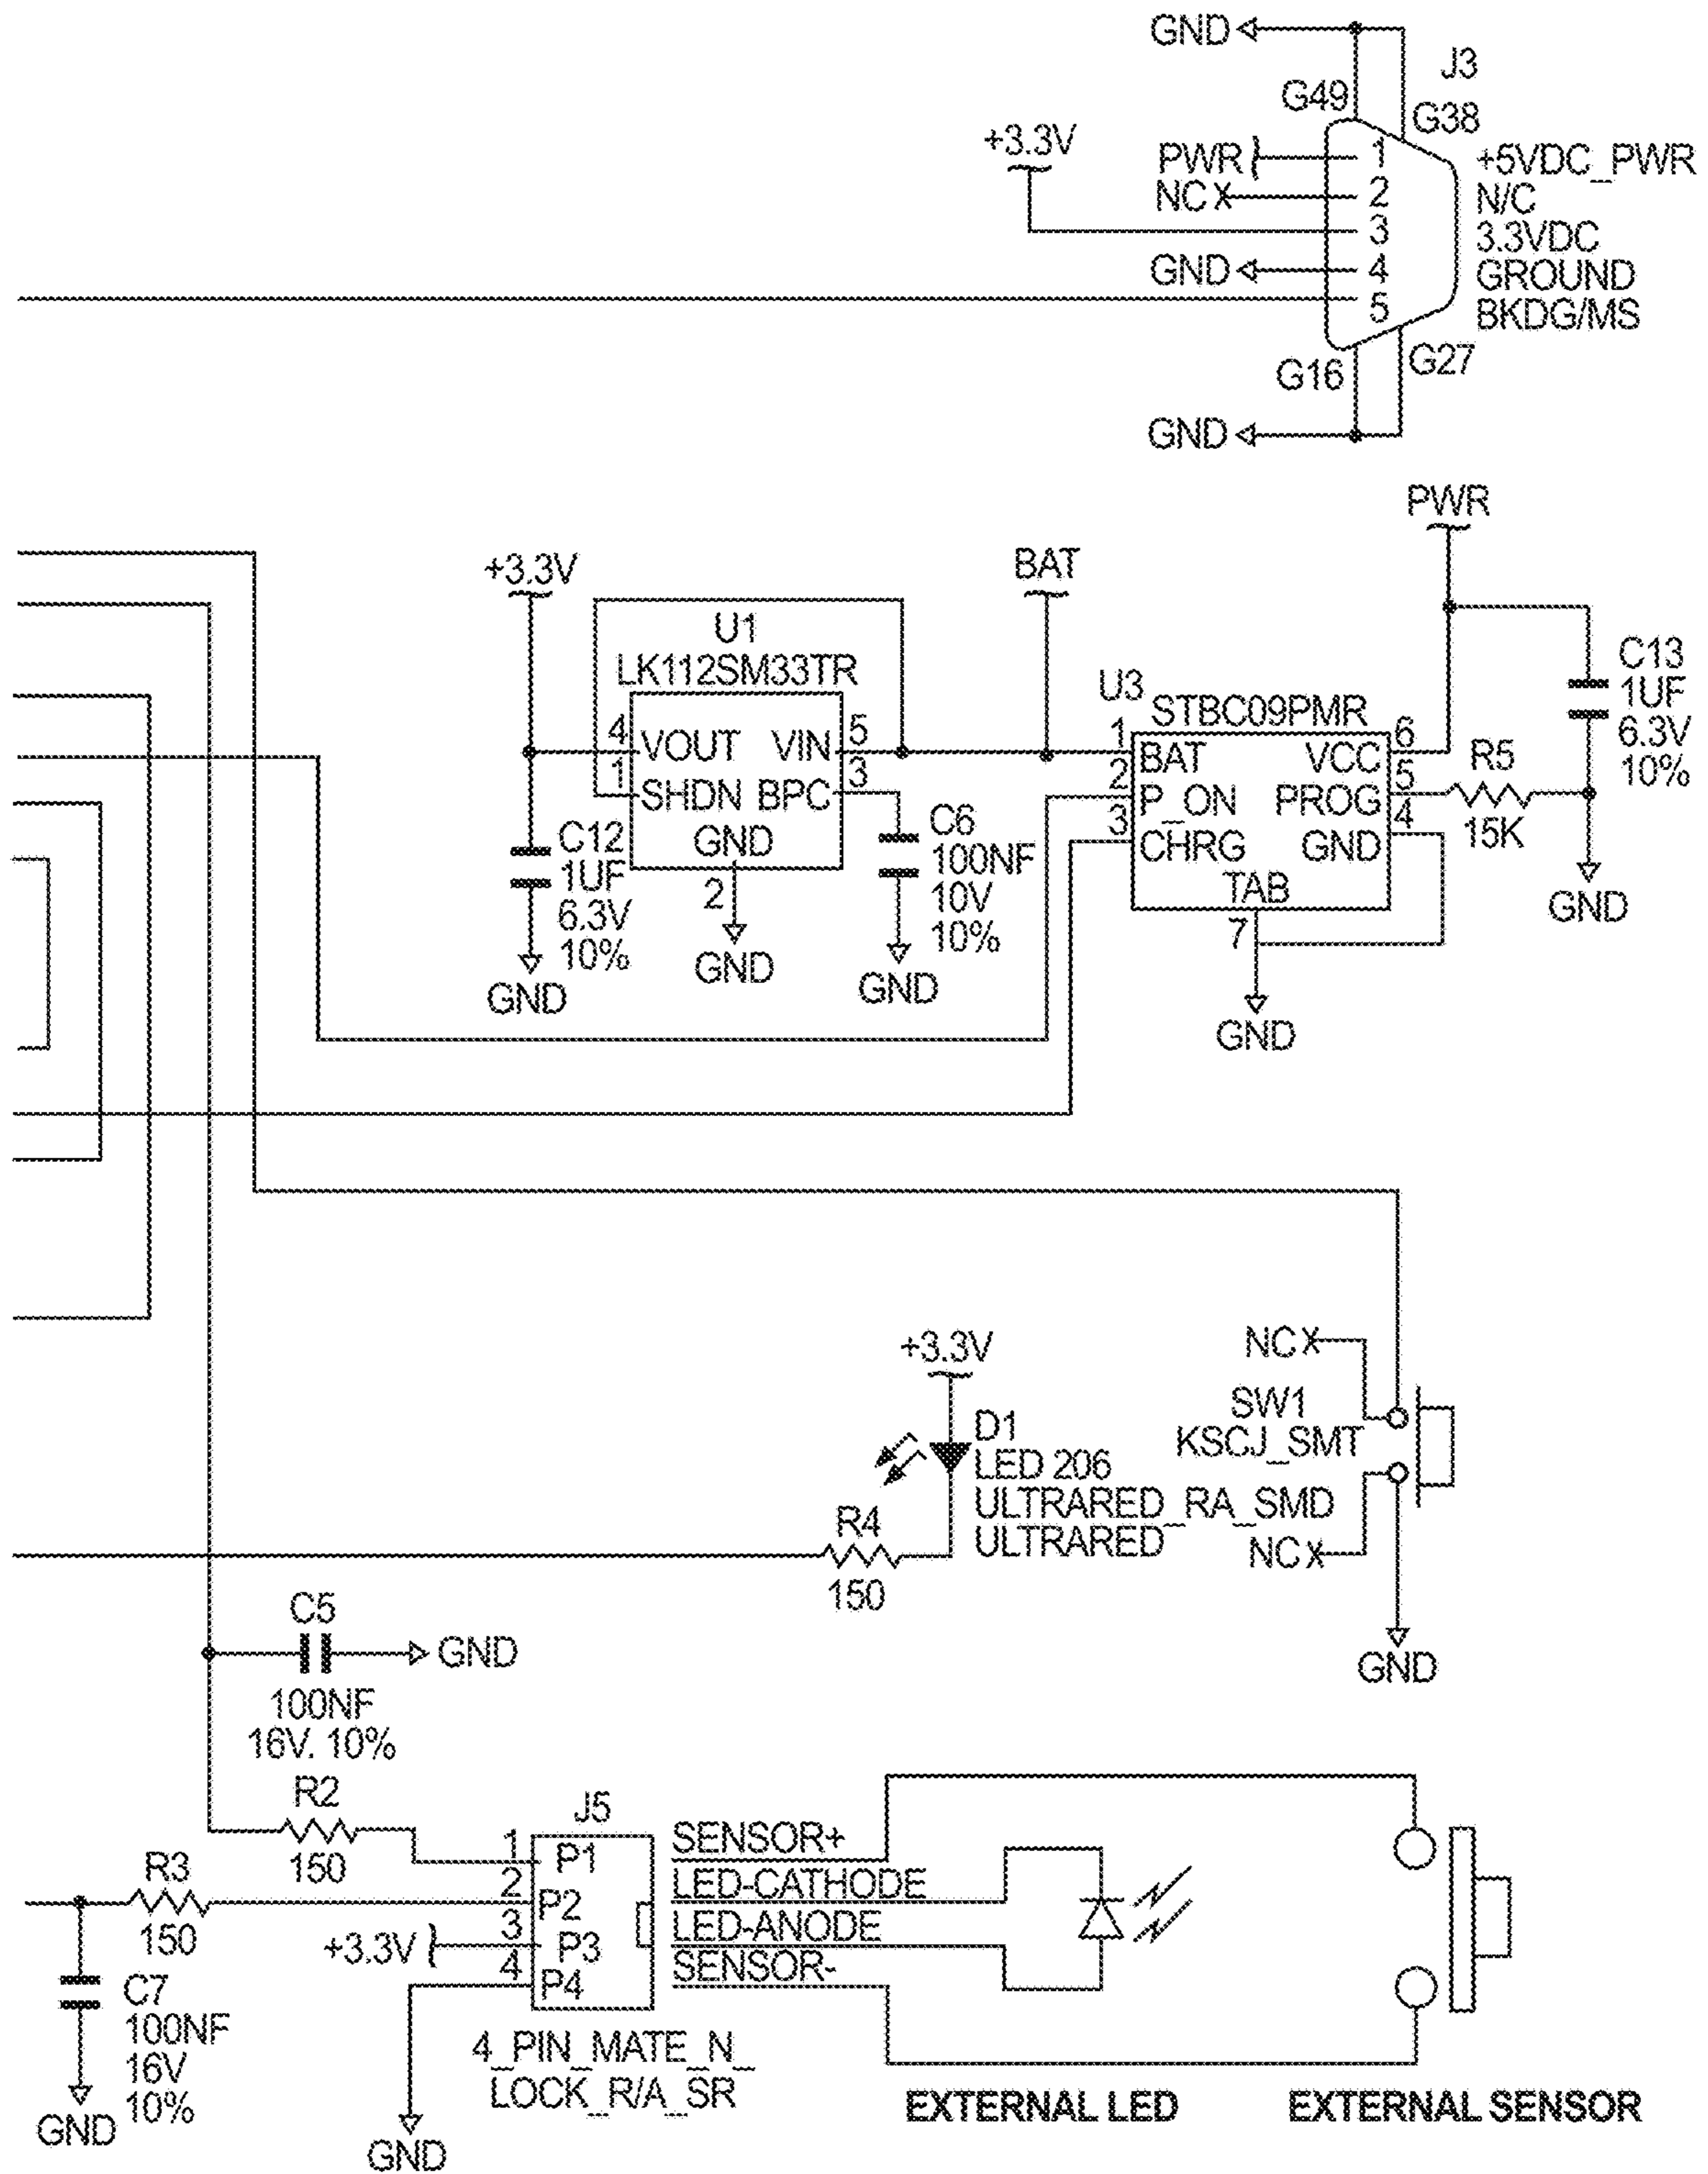 GND
J3
G49
G38
+3.3V
PWR
1
+5VDC_PWR
NC X
2
N/C
3
3.3VDC
GND
4
GROUND
5
BKDG/MS
G16
G27
GND
PWR
+3.3V
BAT
U1
LK112SM33TR
4
VOUT
VIN
5
1
SHDN
BPC
3
GND
2
GND
C12
1UF
6.3V
10%
GND
C6
100NF
10V
10%
GND
U3
STBC09PMR
1
BAT
VCC
6
2
P_ON
PROG
5
3
CHRG
GND
4
TAB
7
GND
R5
15K
C13
1UF
6.3V
10%
GND
+3.3V
D1
LED 206
ULTRARED_RA_SMD
ULTRARED
R4
150
NC X
SW1
KSCJ_SMT
NC X
GND
C5
GND
100NF
16V. 10%
R2
150
R3
150
C7
100NF
16V
10%
GND
J5
1
P1
2
P2
+3.3V
3
P3
4
P4
GND
4_PIN_MATE_N_
LOCK_R/A_SR
SENSOR+
LED-CATHODE
LED-ANODE
SENSOR-
EXTERNAL LED
EXTERNAL SENSOR